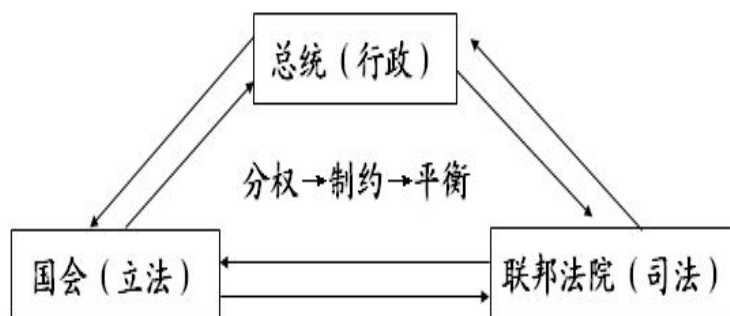 总统（行政）
分权→制约→平衡
国会（立法）
联邦法院（司法）